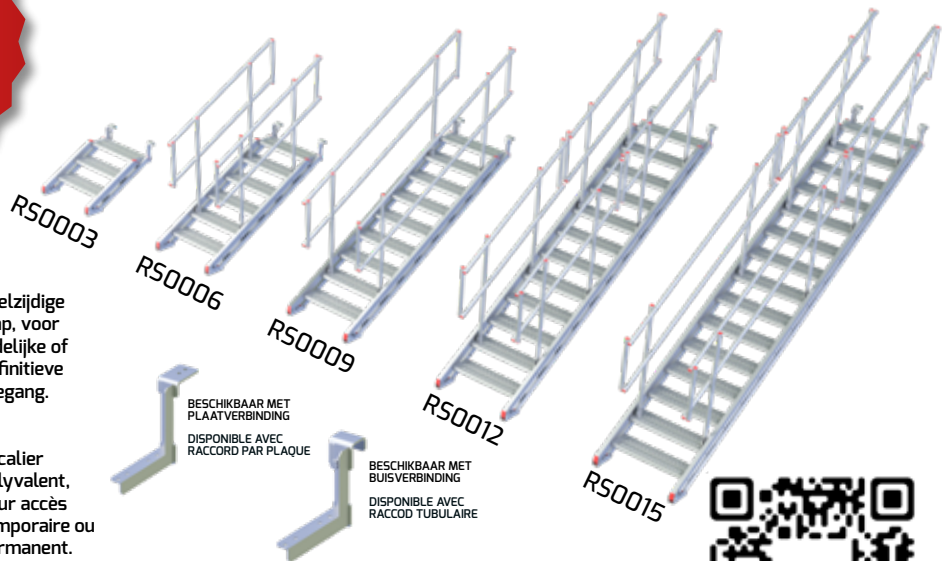 RS0003
RS0006
RS0009
RS0012
RS0015
elzijdige
p, voor
delijke of
finitieve
egang.
calier
lyvalent,
ur accès
mporaire ou
rmanent.
BESCHIKBAAR MET
PLAATVERBINDING
DISPONIBLE AVEC
RACCORD PAR PLAQUE
BESCHIKBAAR MET
BUISVERBINDING
DISPONIBLE AVEC
RACCOD TUBULAIRE